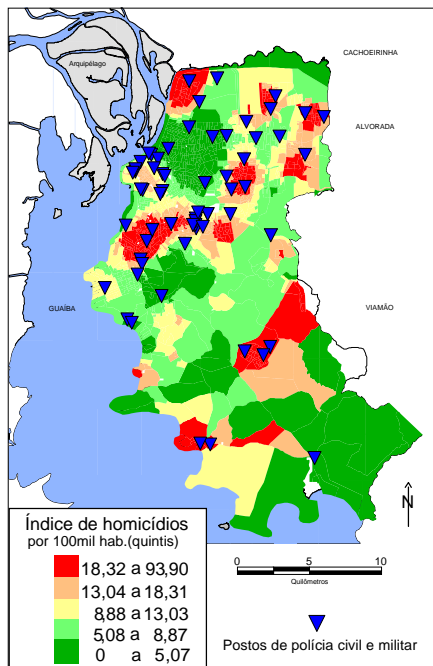 CACHOEIRINHA
Arquipélago
ALVORADA
GUAÍBA
VIAMÃO
N
Índice de homicídios
por 100mil hab.(quintis)
18,32 a 93,90
13,04 a 18,31
8,88 a 13,03
5,08 a 8,87
0 a 5,07
0 5 10
Quilômetros
Postos de polícia civil e militar